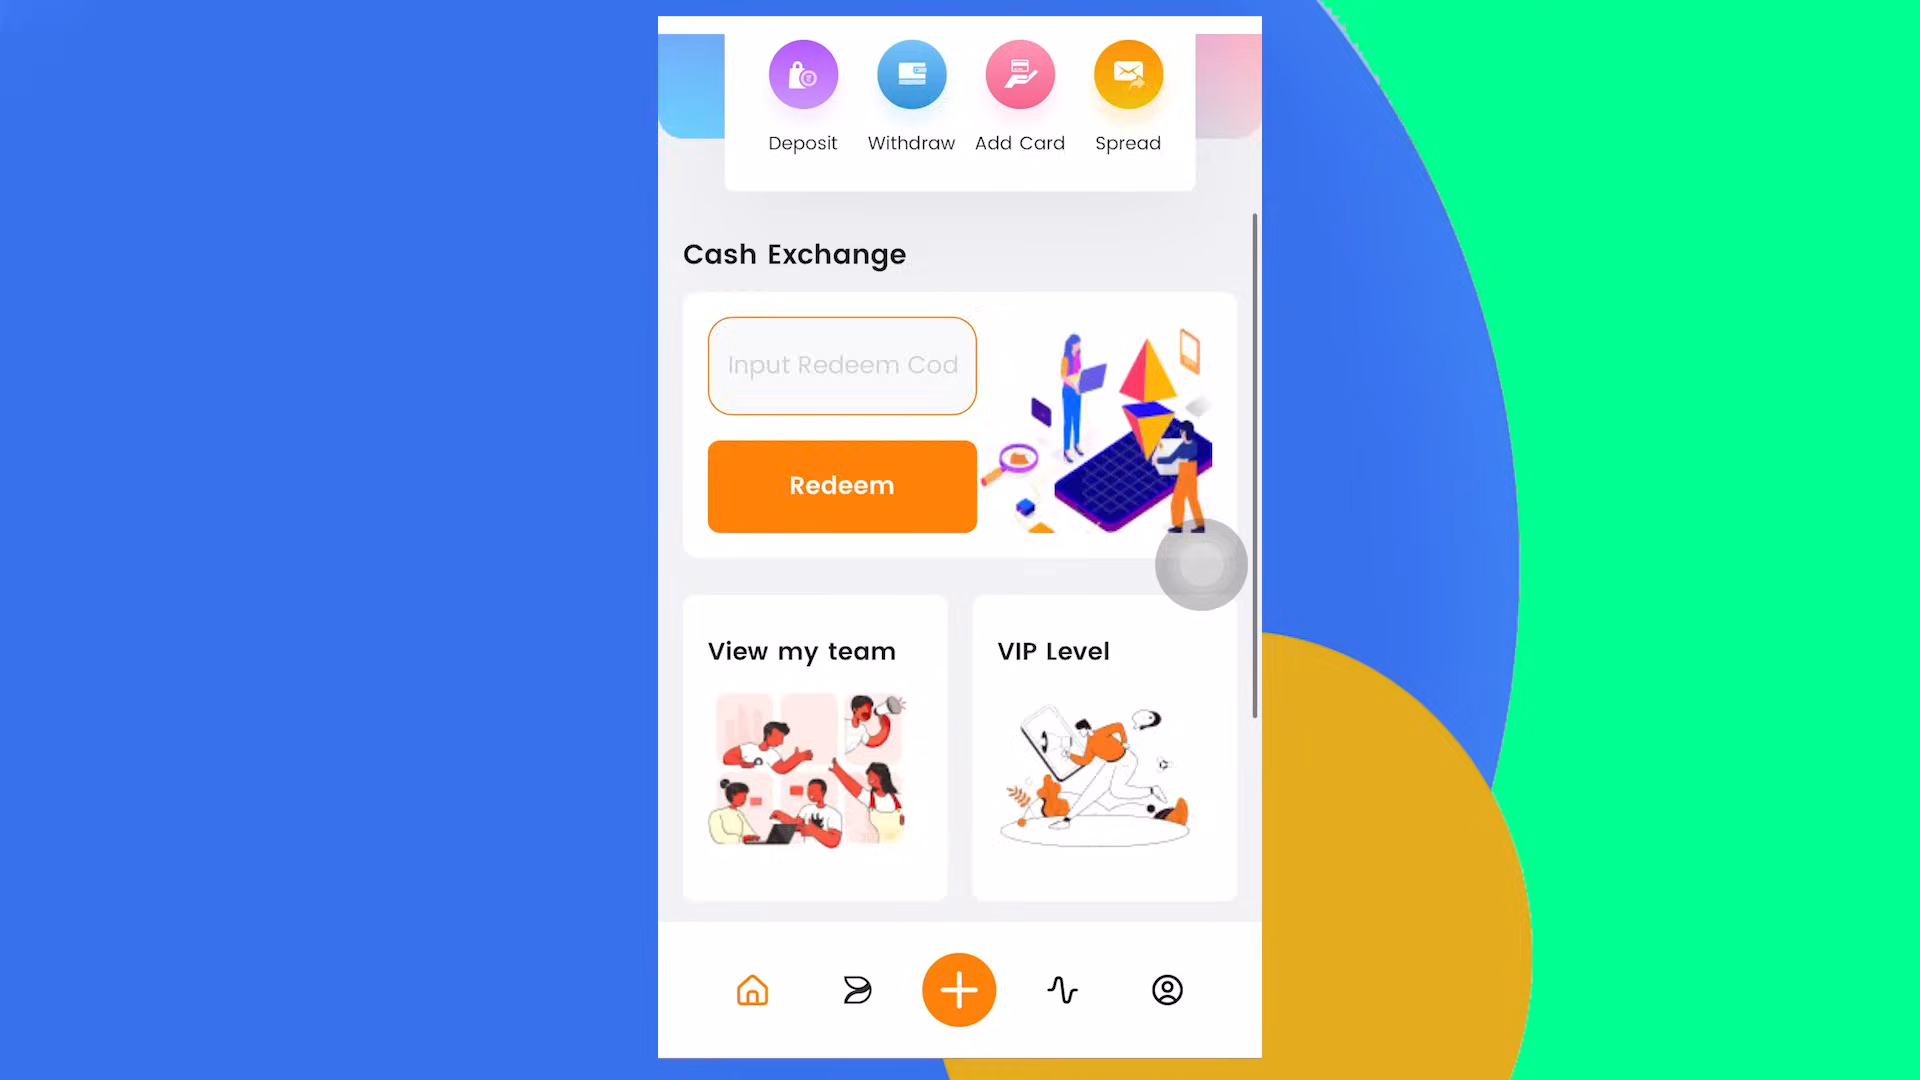 Deposit Withdraw Add Card Spread
Cash Exchange
Input Redeem Cod
Redeem
View my team VIP Level